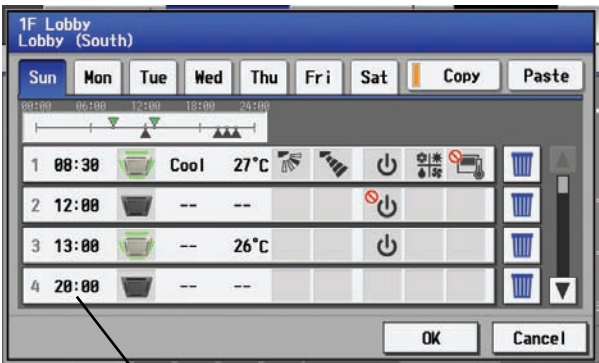 1F Lobby
Lobby (South)
Sun Mon Tue Wed Thu Fri Sat Copy Paste
00:00 06:00 12:00 18:00 24:00
1 08:30 Cool 27°C
2 12:00 -- --
3 13:00 -- 26°C
4 20:00 -- --
OK Cancel